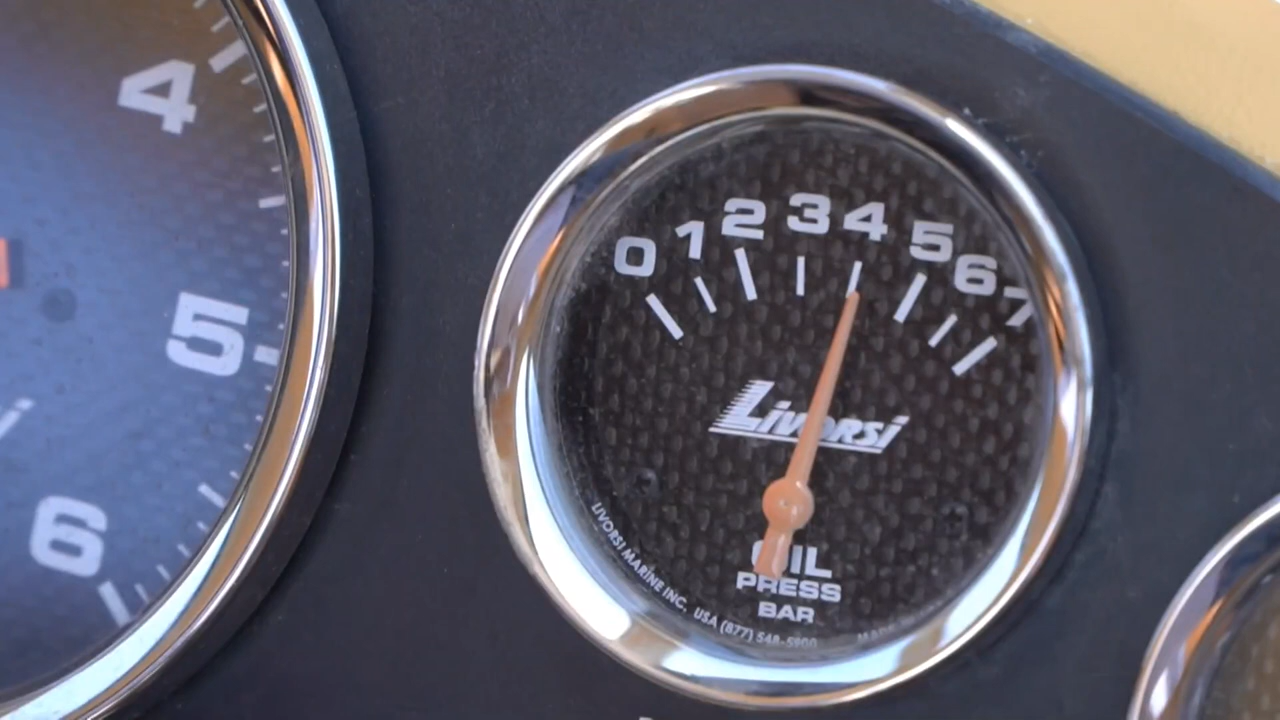 4
5
6
0 1 2 3 4 5 6 7
LIVORSI
OIL
PRESS
BAR
LIVORSI MARINE INC. USA (877) 548-5900